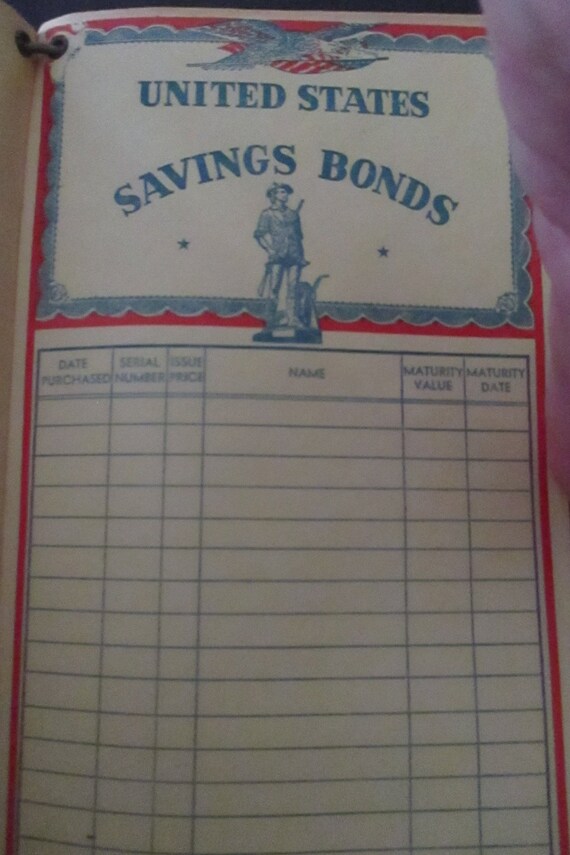 UNITED STATES
SAVINGS BONDS
DATE PURCHASED
SERIAL NUMBER
ISSUE PRICE
NAME
MATURITY VALUE
MATURITY DATE